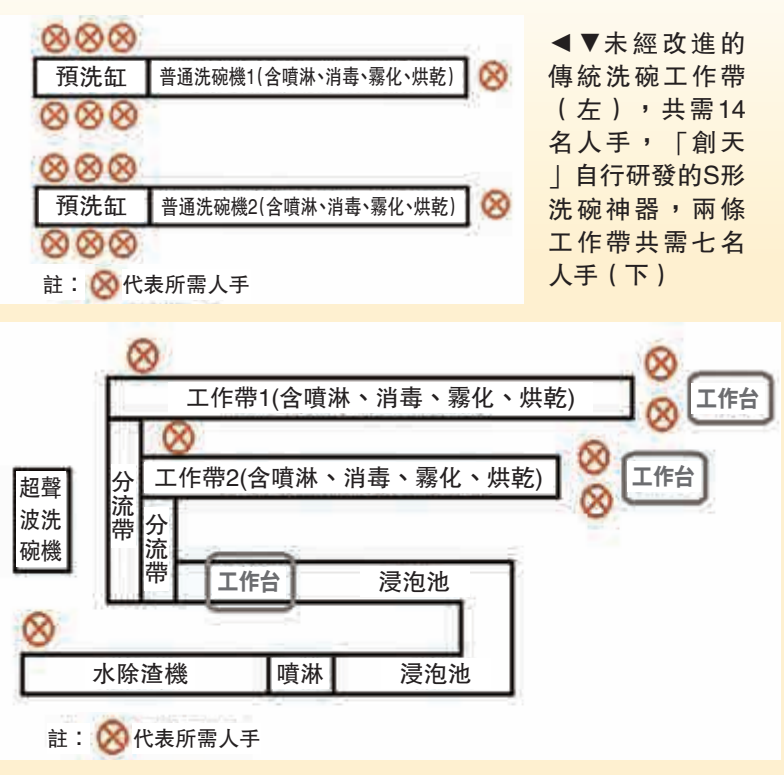 預洗缸
普通洗碗機1(含噴淋、消毒、霧化、烘乾)
預洗缸
普通洗碗機2(含噴淋、消毒、霧化、烘乾)
註：代表所需人手
◀▼未經改進的
傳統洗碗工作帶
（左），共需14
名人手，「創天
」自行研發的S形
洗碗神器，兩條
工作帶共需七名
人手（下）
工作帶1(含噴淋、消毒、霧化、烘乾)
工作台
工作帶2(含噴淋、消毒、霧化、烘乾)
工作台
超聲
波洗
碗機
分流帶
分流帶
工作台
浸泡池
水除渣機
噴淋
浸泡池
註：代表所需人手